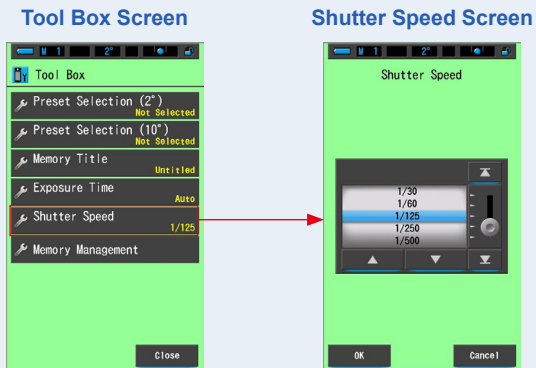 Tool Box Screen
M 1 2°
Tool Box
Preset Selection (2°)
Not Selected
Preset Selection (10°)
Not Selected
Memory Title
Untitled
Exposure Time
Auto
Shutter Speed
1/125
Memory Management
Close
Shutter Speed Screen
M 1 2°
Shutter Speed
1/30
1/60
1/125
1/250
1/500
OK Cancel